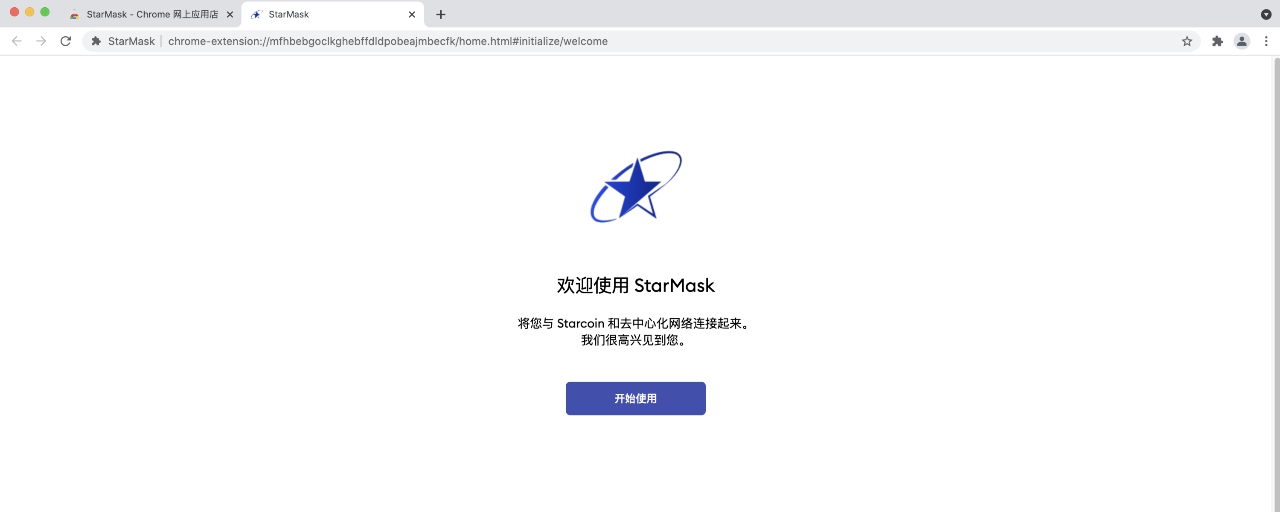 StarMask - Chrome 网上应用店
StarMask
StarMask | chrome-extension://mfhbebgoclkghebffdldpobeajmbecfk/home.html#initialize/welcome
欢迎使用 StarMask
将您与 Starcoin 和去中心化网络连接起来。
我们很高兴见到您。
开始使用